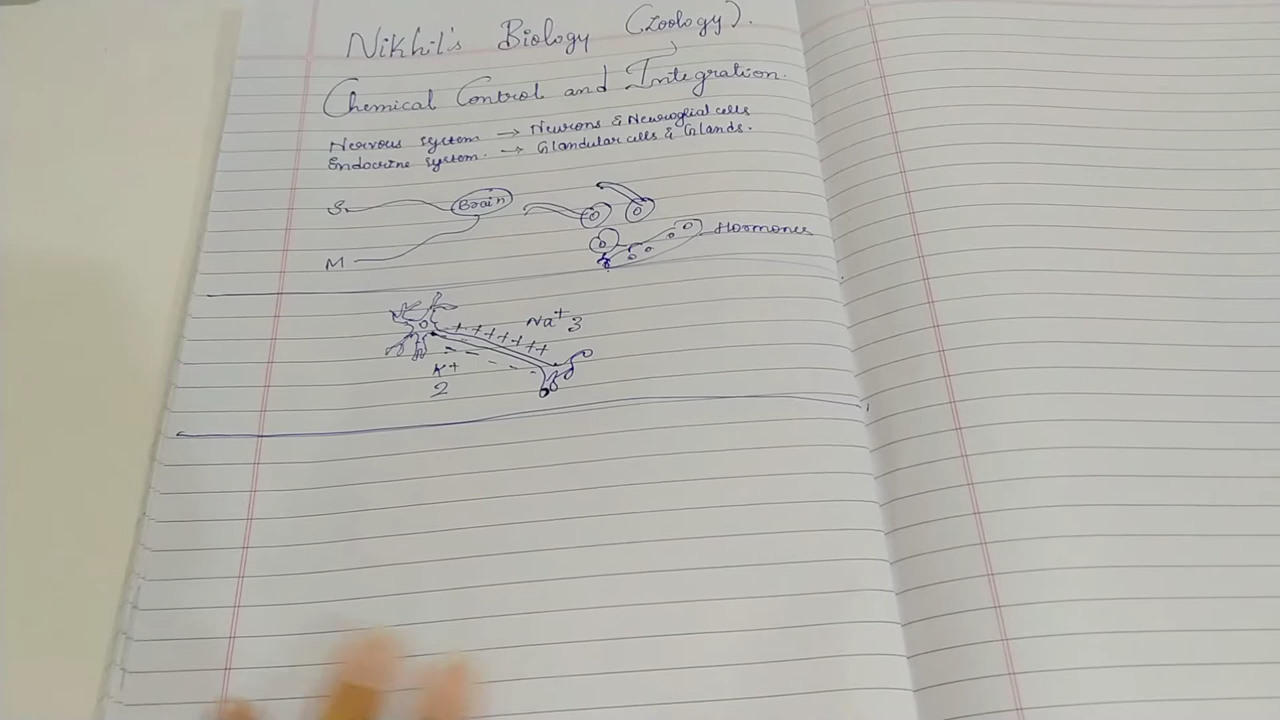 Nikhil's Biology (Zoology).
Chemical Control and Integration.
Nervous system → Neurons & Neuroglial cells
Endocrine system. → Glandular cells & Glands.
S
Brain
Hormones
M
+ + + + + + + Na+ 3
K+
2